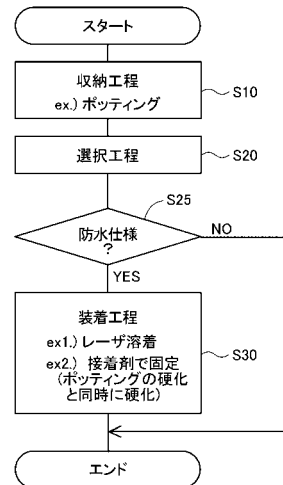 スタート
収納工程
ex.) ポッティング
S10
選択工程
S20
S25
防水仕様
?
NO
YES
装着工程
ex1.) レーザ溶着
ex2.) 接着剤で固定
(ポッティングの硬化
と同時に硬化)
S30
エンド